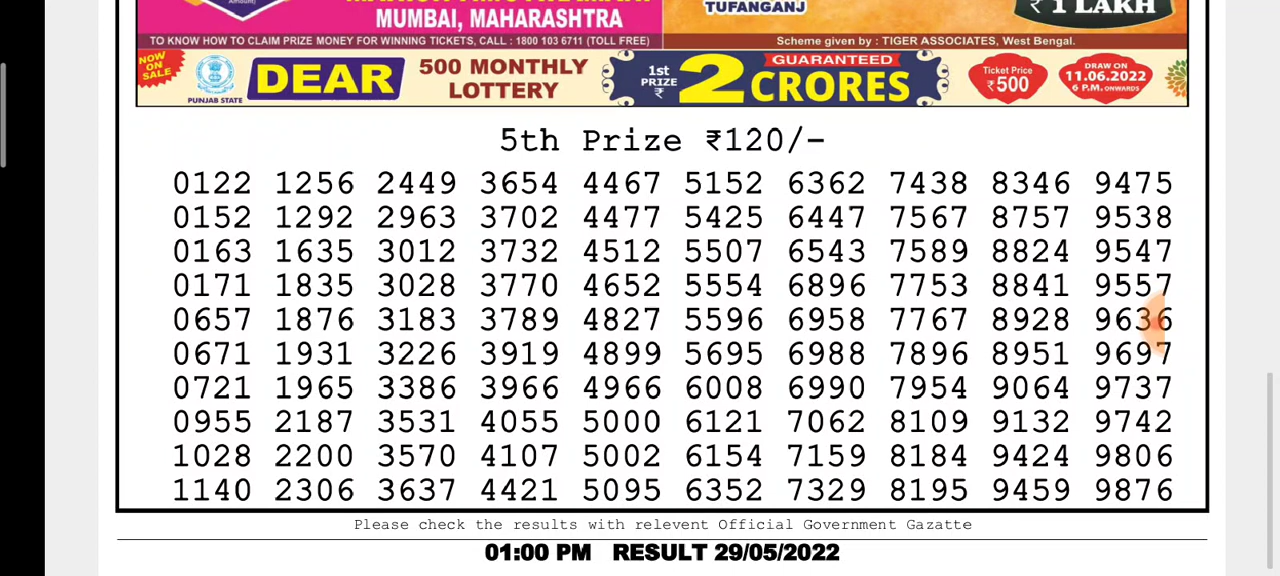 Amount)
MUMBAI, MAHARASHTRA
TUFANGANJ
₹ 1 LAKH
TO KNOW HOW TO CLAIM PRIZE MONEY FOR WINNING TICKETS, CALL : 1800 103 6711 (TOLL FREE)
Scheme given by : TIGER ASSOCIATES, West Bengal.
NOW ON SALE
PUNJAB STATE
DEAR
500 MONTHLY
LOTTERY
1st PRIZE ₹
2 CRORES
GUARANTEED
Ticket Price
₹500
DRAW ON
11.06.2022
6 P.M. ONWARDS
5th Prize ₹120/-
0122 1256 2449 3654 4467 5152 6362 7438 8346 9475
0152 1292 2963 3702 4477 5425 6447 7567 8757 9538
0163 1635 3012 3732 4512 5507 6543 7589 8824 9547
0171 1835 3028 3770 4652 5554 6896 7753 8841 9557
0657 1876 3183 3789 4827 5596 6958 7767 8928 9636
0671 1931 3226 3919 4899 5695 6988 7896 8951 9697
0721 1965 3386 3966 4966 6008 6990 7954 9064 9737
0955 2187 3531 4055 5000 6121 7062 8109 9132 9742
1028 2200 3570 4107 5002 6154 7159 8184 9424 9806
1140 2306 3637 4421 5095 6352 7329 8195 9459 9876
Please check the results with relevent Official Government Gazatte
01:00 PM RESULT 29/05/2022